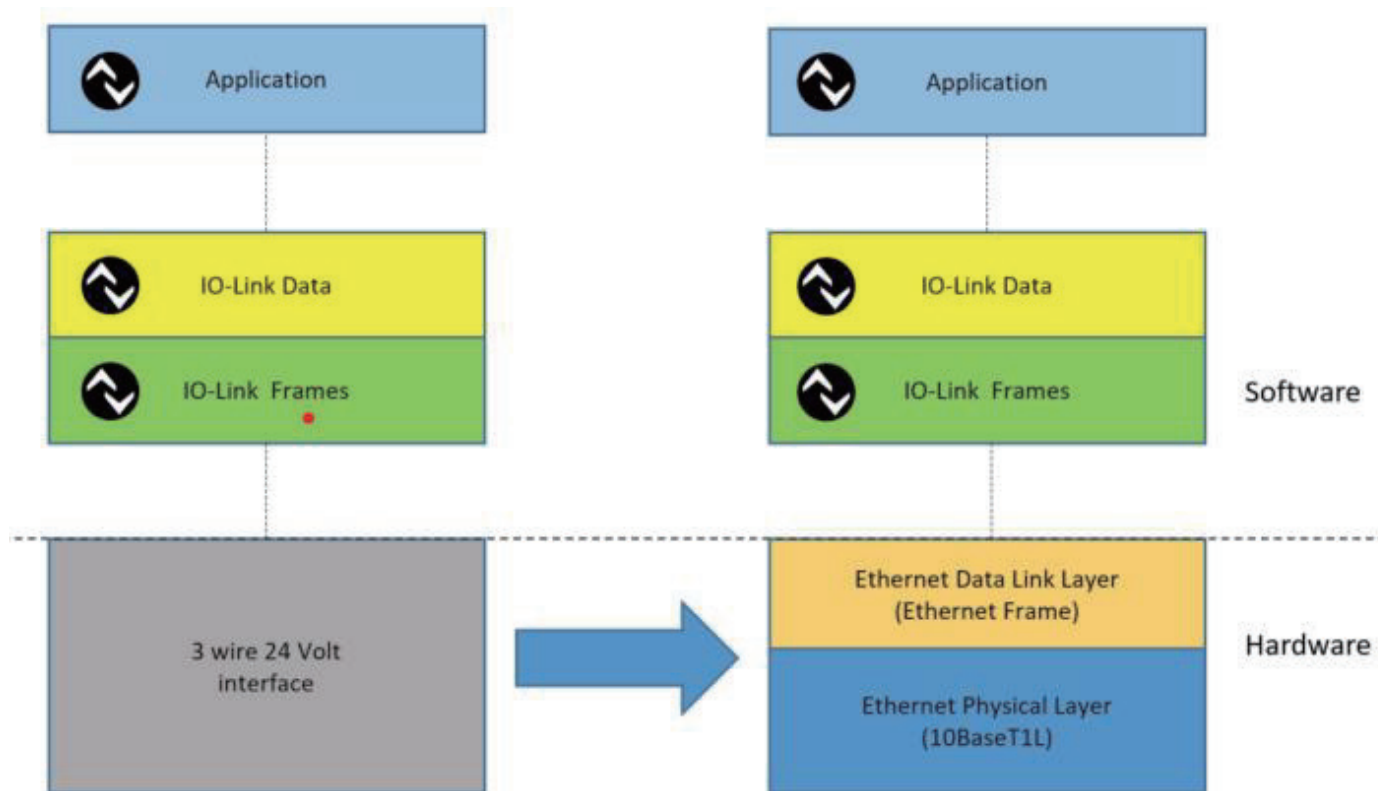 Application
IO-Link Data
IO-Link Frames
3 wire 24 Volt
interface
Application
IO-Link Data
IO-Link Frames
Ethernet Data Link Layer
(Ethernet Frame)
Ethernet Physical Layer
(10BaseT1L)
Software
Hardware